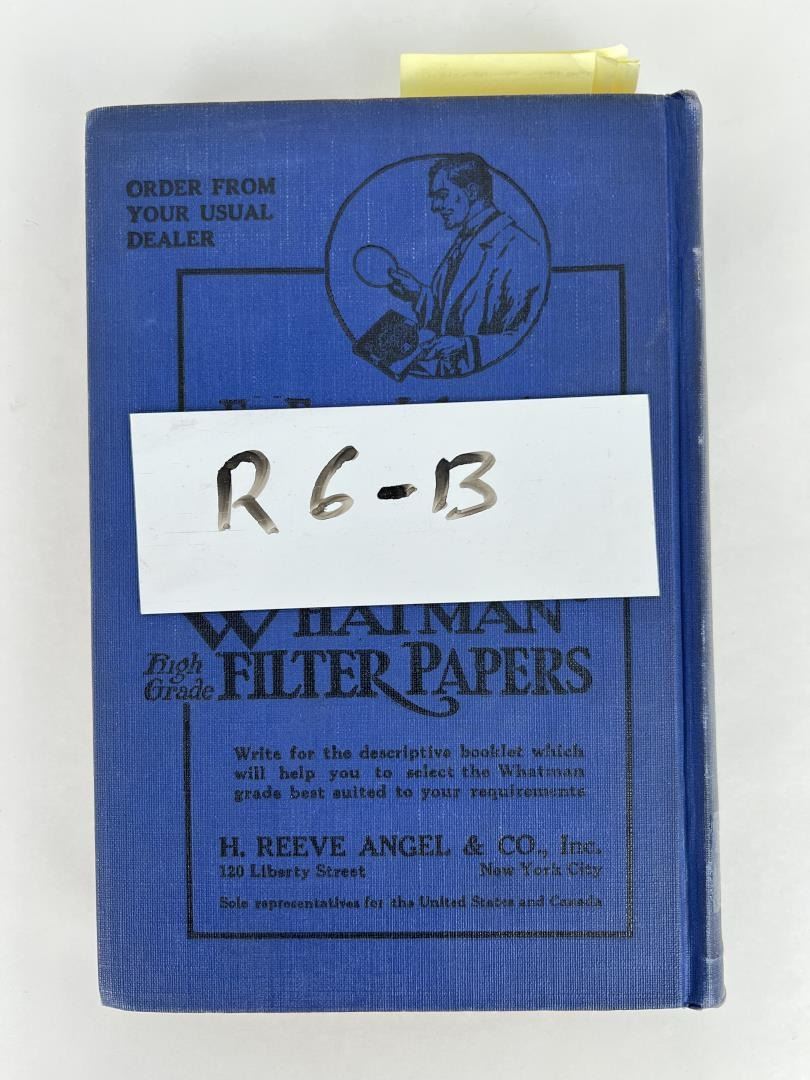 ORDER FROM
YOUR USUAL
DEALER
R 6-B
WHATMAN
High
Grade FILTER PAPERS
Write for the descriptive booklet which
will help you to select the Whatman
grade best suited to your requirements
H. REEVE ANGEL & CO., Inc.
120 Liberty Street New York City
Sole representatives for the United States and Canada